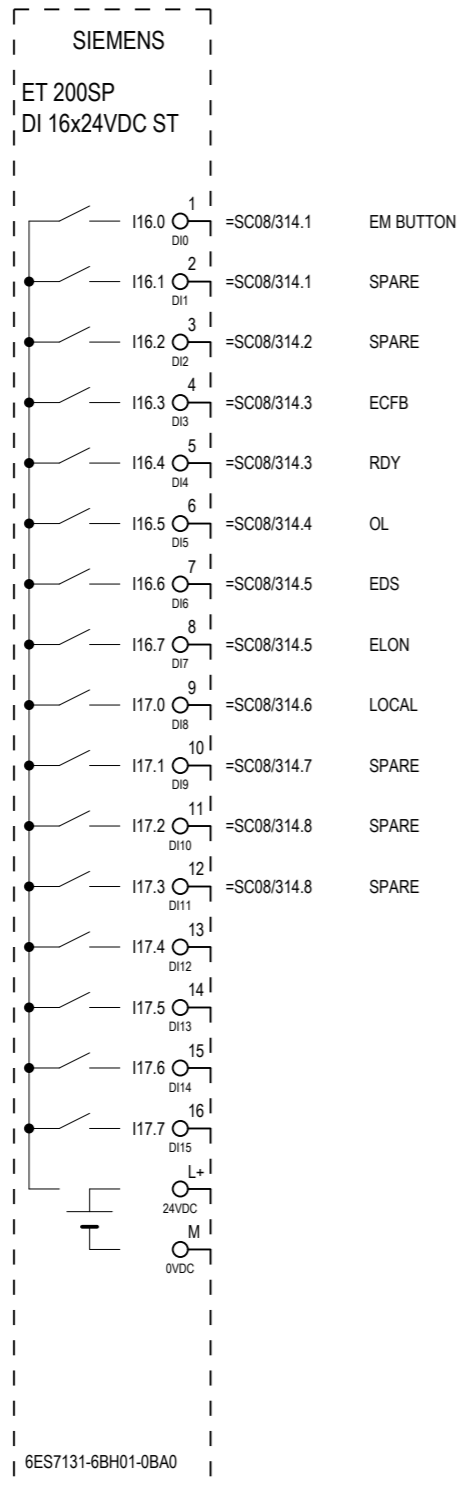 SIEMENS
ET 200SP
DI 16x24VDC ST
I16.0 1 DI0 =SC08/314.1 EM BUTTON
I16.1 2 DI1 =SC08/314.1 SPARE
I16.2 3 DI2 =SC08/314.2 SPARE
I16.3 4 DI3 =SC08/314.3 ECFB
I16.4 5 DI4 =SC08/314.3 RDY
I16.5 6 DI5 =SC08/314.4 OL
I16.6 7 DI6 =SC08/314.5 EDS
I16.7 8 DI7 =SC08/314.5 ELON
I17.0 9 DI8 =SC08/314.6 LOCAL
I17.1 10 DI9 =SC08/314.7 SPARE
I17.2 11 DI10 =SC08/314.8 SPARE
I17.3 12 DI11 =SC08/314.8 SPARE
I17.4 13 DI12
I17.5 14 DI13
I17.6 15 DI14
I17.7 16 DI15
L+
24VDC
M
0VDC
6ES7131-6BH01-0BA0